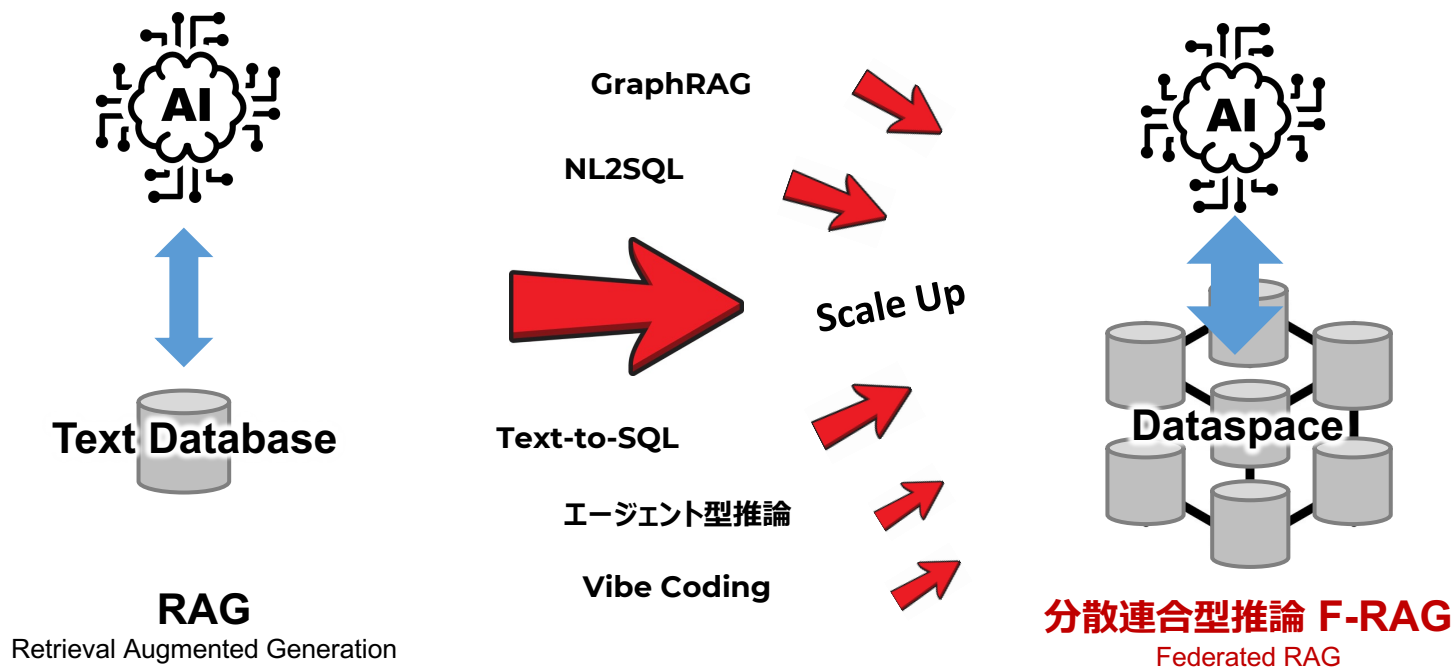 AI
Text Database
RAG
Retrieval Augmented Generation
GraphRAG
NL2SQL
Scale Up
Text-to-SQL
エージェント型推論
Vibe Coding
AI
Dataspace
分散連合型推論 F-RAG
Federated RAG